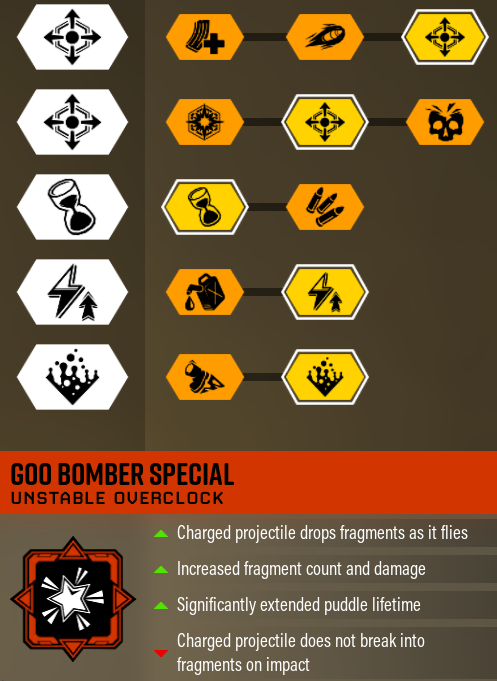 GOO BOMBER SPECIAL
UNSTABLE OVERCLOCK
Charged projectile drops fragments as it flies
Increased fragment count and damage
Significantly extended puddle lifetime
Charged projectile does not break into
fragments on impact